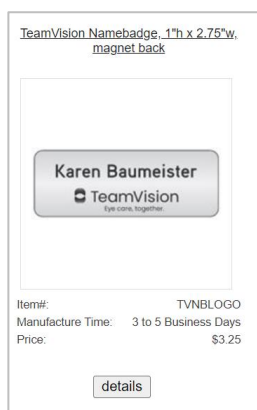 TeamVision Namebadge, 1"h x 2.75"w,
magnet back
Karen Baumeister
TeamVision
Eye care, together.
Item#: TVNBLOGO
Manufacture Time: 3 to 5 Business Days
Price: $3.25
details